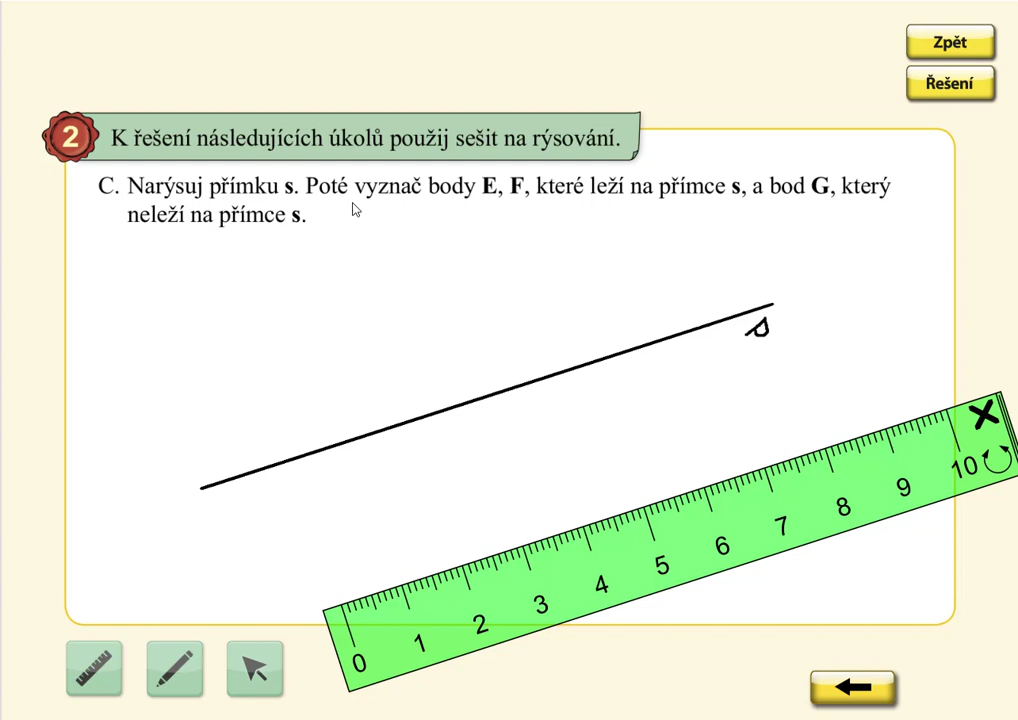 Zpět
Řešení
2 K řešení následujících úkolů použij sešit na rýsování.
C. Narýsuj přímku s. Poté vyznač body E, F, které leží na přímce s, a bod G, který
neleží na přímce s.
0 1 2 3 4 5 6 7 8 9 10